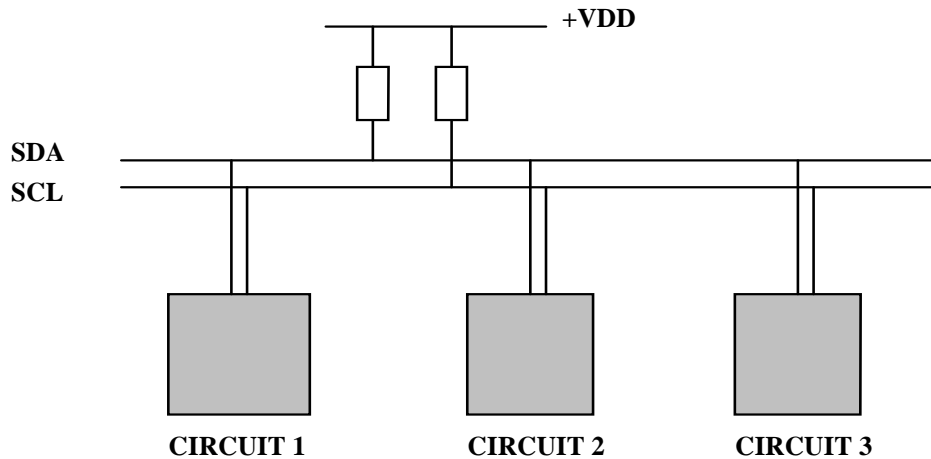 +VDD
SDA
SCL
CIRCUIT 1
CIRCUIT 2
CIRCUIT 3